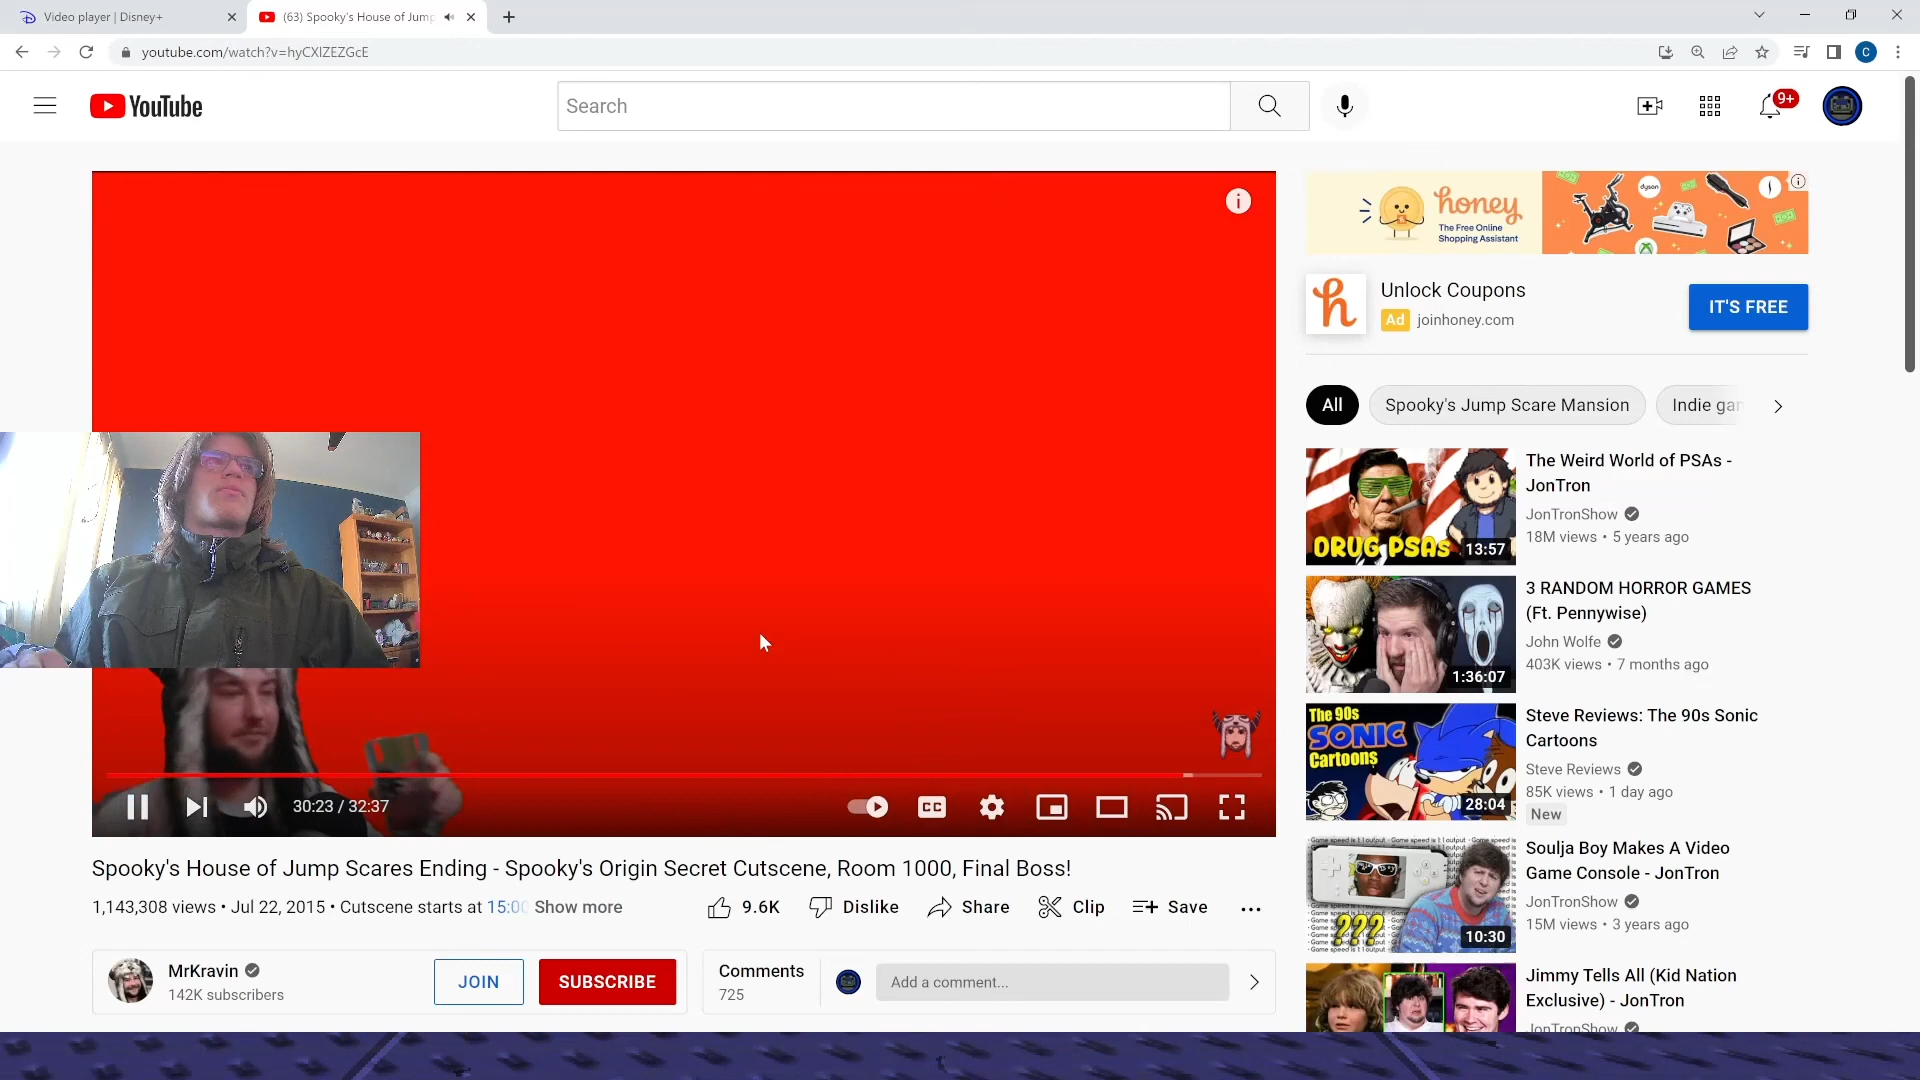 Video player | Disney+
(63) Spooky's House of Jump
youtube.com/watch?v=hyCXIZEZGcE
C
YouTube
Search
9+
honey
The Free Online
Shopping Assistant
dyson
h
Unlock Coupons
Ad joinhoney.com
IT'S FREE
All
Spooky's Jump Scare Mansion
Indie gar
DRUG PSAs
13:57
The Weird World of PSAs -
JonTron
JonTronShow
18M views • 5 years ago
1:36:07
3 RANDOM HORROR GAMES
(Ft. Pennywise)
John Wolfe
403K views • 7 months ago
The 90s
SONIC
Cartoons
28:04
Steve Reviews: The 90s Sonic
Cartoons
Steve Reviews
85K views • 1 day ago
New
???
10:30
Soulja Boy Makes A Video
Game Console - JonTron
JonTronShow
15M views • 3 years ago
Jimmy Tells All (Kid Nation
Exclusive) - JonTron
JonTronShow
30:23 / 32:37
CC
Spooky's House of Jump Scares Ending - Spooky's Origin Secret Cutscene, Room 1000, Final Boss!
1,143,308 views • Jul 22, 2015 • Cutscene starts at 15:00 Show more
9.6K
Dislike
Share
Clip
Save
MrKravin
142K subscribers
JOIN
SUBSCRIBE
Comments
725
Add a comment...